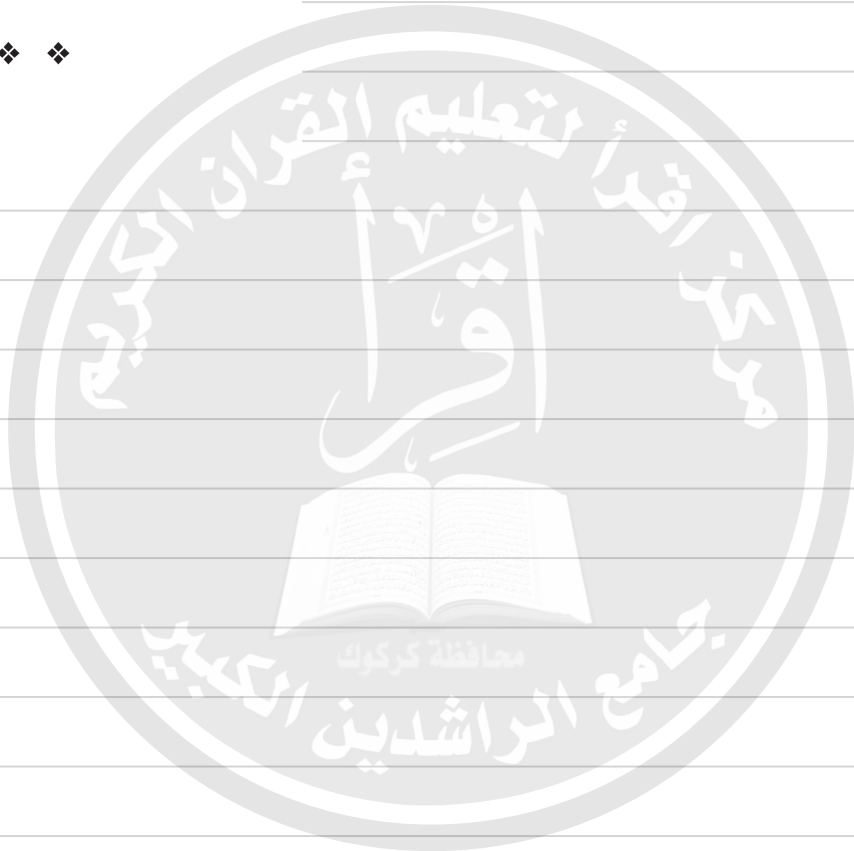 ❖ ❖
مركز اقرأ لتعليم القران الكريم
اقرأ
محافظة كركوك
جامع الراشدين الكبير